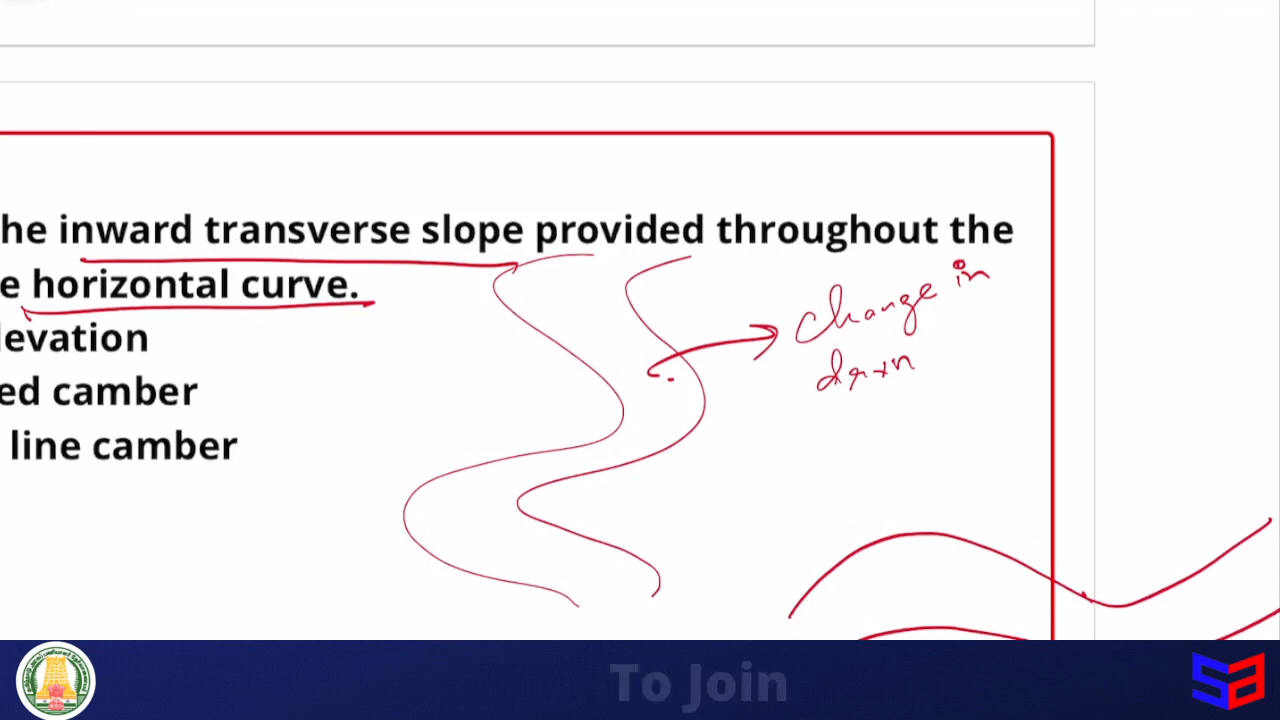 he inward transverse slope provided throughout the
e horizontal curve.
change in
levation
ed camber
line camber
To Join